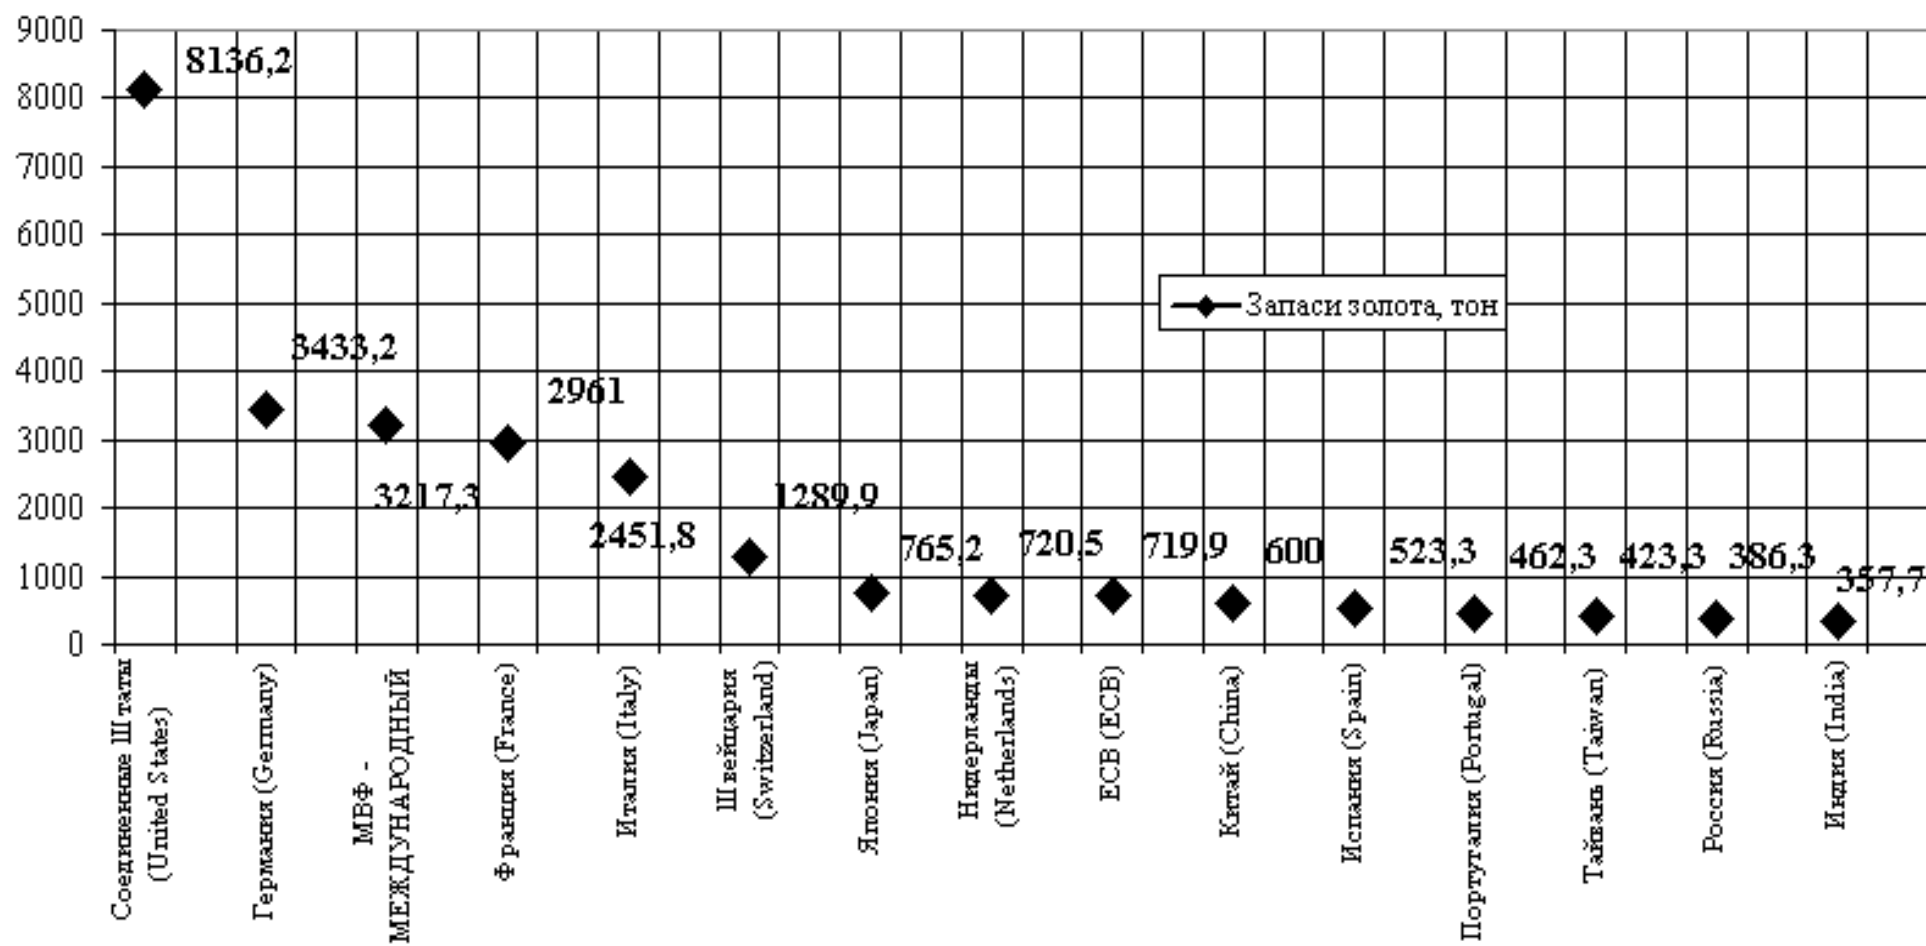 9000
8000
7000
6000
5000
4000
3000
2000
1000
0
8136,2
3433,2
3217,3
2961
2451,8
1289,9
765,2
720,5
719,9
600
523,3
462,3
423,3
386,3
357,7
Запаси золота, тон
Соединенные Штаты
(United States)
Германия (Germany)
МВФ -
МЕЖДУНАРОДНЫЙ
Франция (France)
Италия (Italy)
Швейцария
(Switzerland)
Япония (Japan)
Нидерланды
(Netherlands)
ЕСВ (ECB)
Китай (China)
Испания (Spain)
Португалия (Portugal)
Тайвань (Taiwan)
Россия (Russia)
Индия (India)